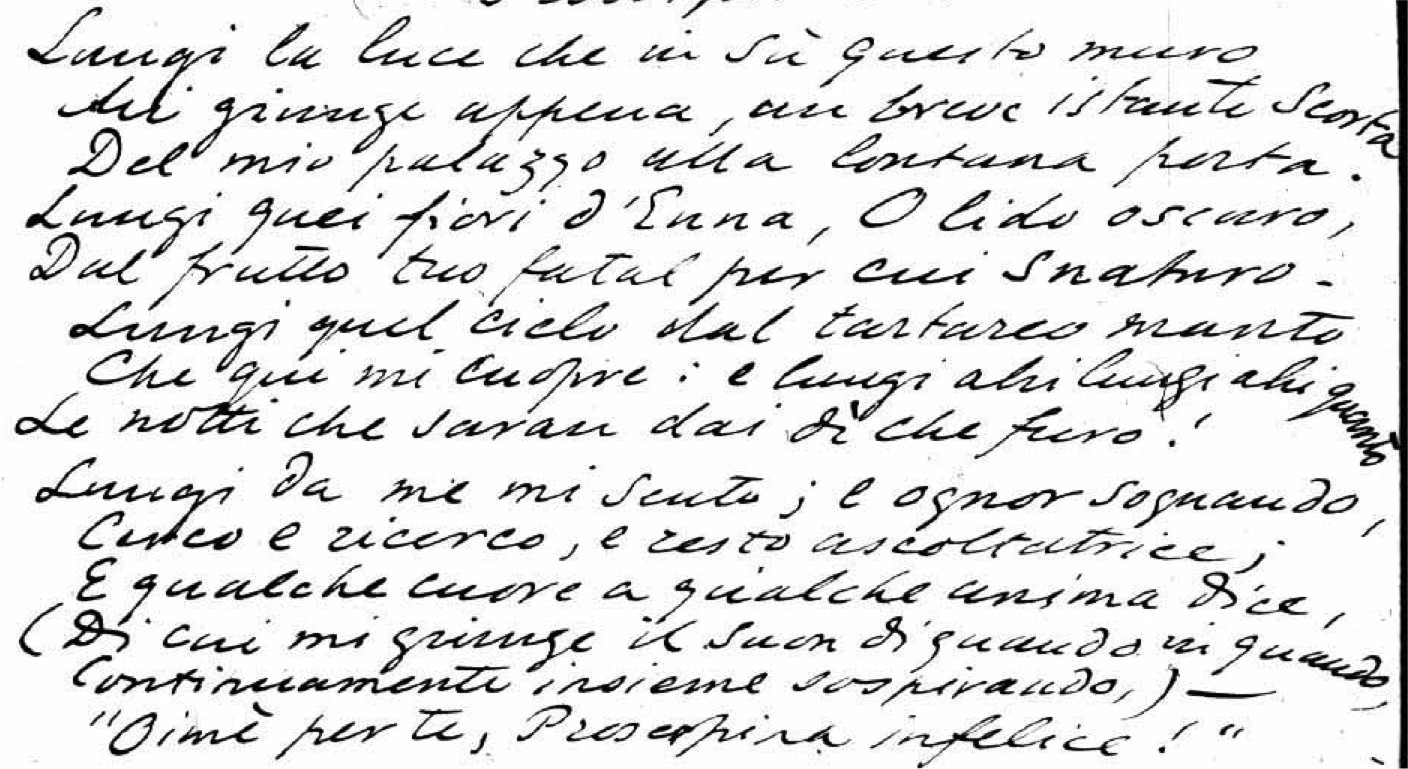 Lungi la luce che in sù questo muro
Mi giunge appena, un breve istante scorta
Del mio palazzo alla lontana porta.
Lungi quei fiori d'Enna, O lido oscuro,
Dal frutto tuo fatal per cui snaturo.
Lungi quel cielo dal tartareo manto
Che qui mi cuopre: e lungi ahi lungi ahi quanto
Le notti che saran dai dì che furo!
Lungi da me mi sento; e ognor sognando,
Cerco e ricerco, e resto ascoltatrice;
E qualche cuore a qualche anima dice,
(Di cui mi giunge il suon di quando in quando,
Continuamente insieme sospirando,) —
"Oimè per te, Proserpina infelice!"